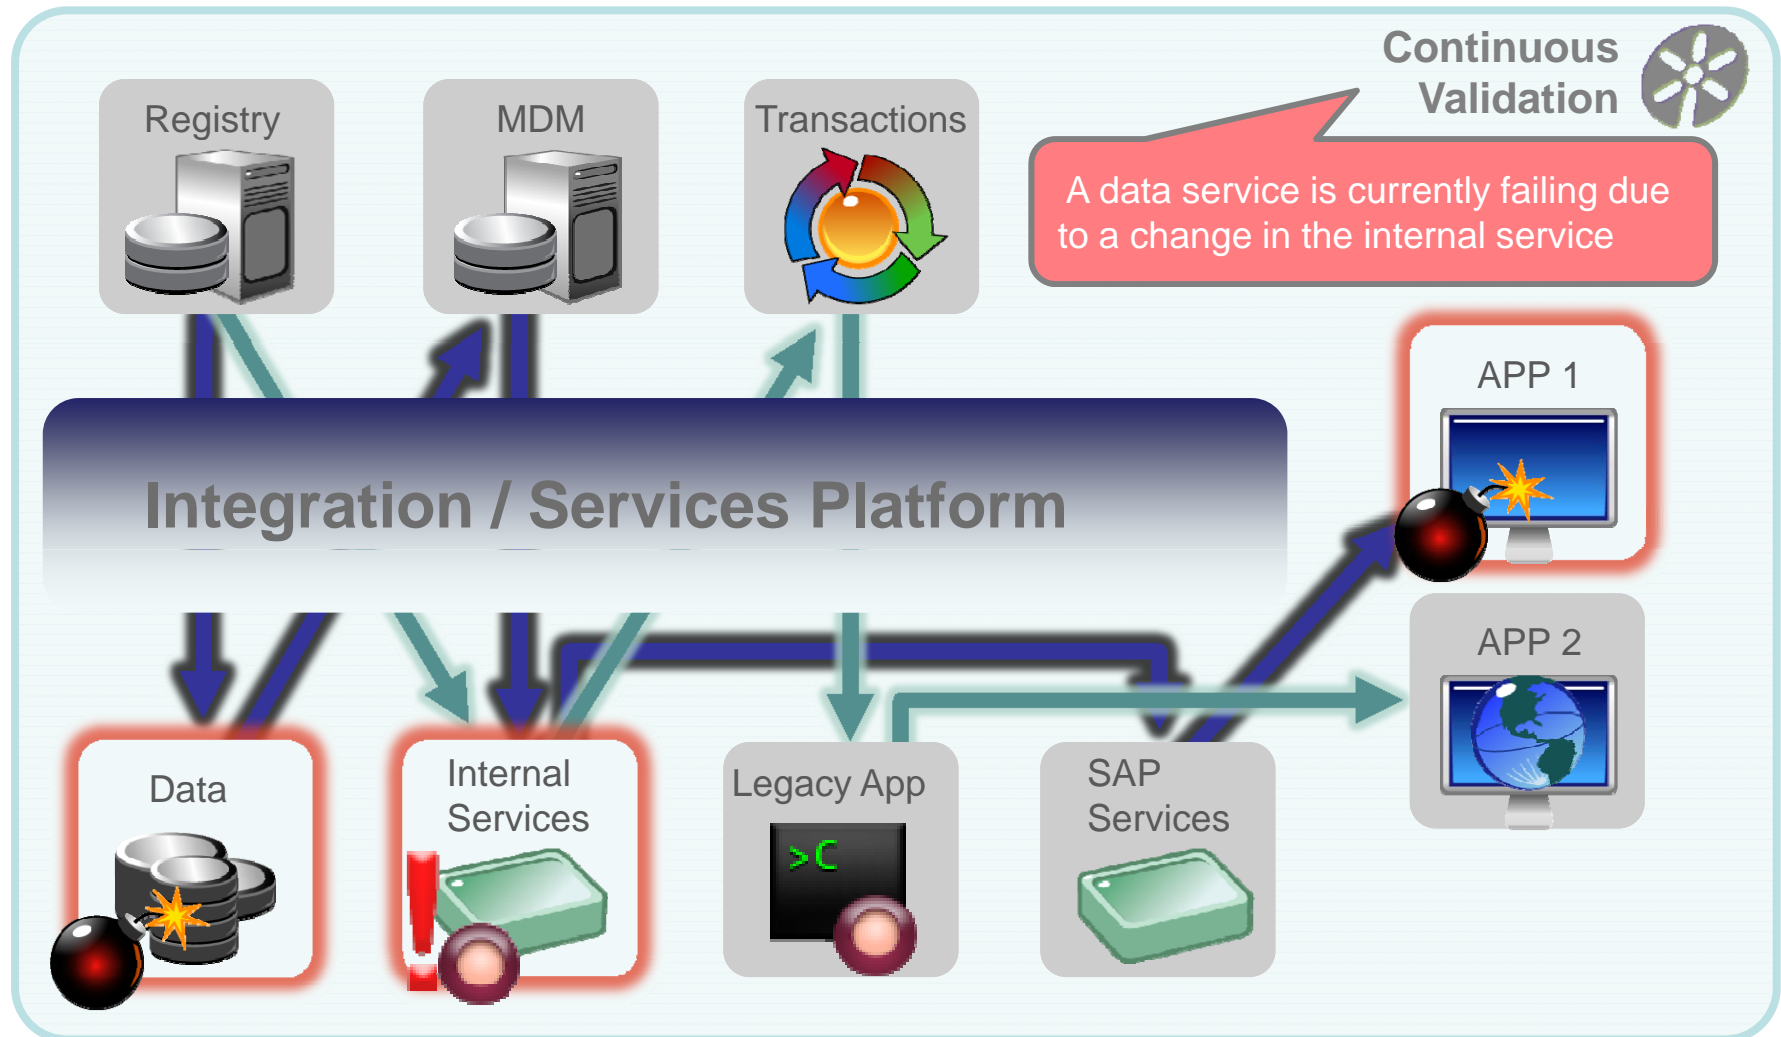 Continuous
Validation
Registry
MDM
Transactions
A data service is currently failing due
to a change in the internal service
APP 1
Integration / Services Platform
APP 2
Data
Internal
Services
Legacy App
>C
SAP
Services